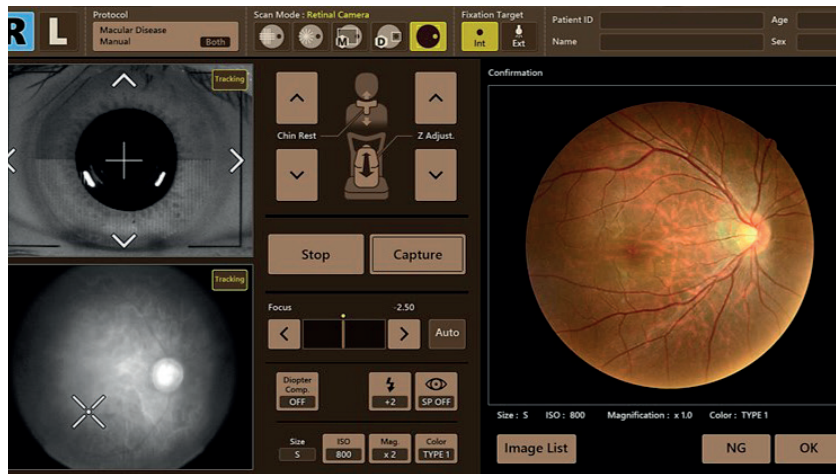 R
L
Protocol
Macular Disease
Manual
Both
Scan Mode : Retinal Camera
M
D
Fixation Target
Int
Ext
Patient ID
Name
Age
Sex
Tracking
Chin Rest
Z Adjust.
Stop
Capture
Tracking
Focus
-2.50
Auto
Diopter
Comp.
OFF
+2
SP OFF
Size
S
ISO
800
Mag.
x 2
Color
TYPE 1
Confirmation
Size : S ISO : 800 Magnification : x 1.0 Color : TYPE 1
Image List
NG
OK